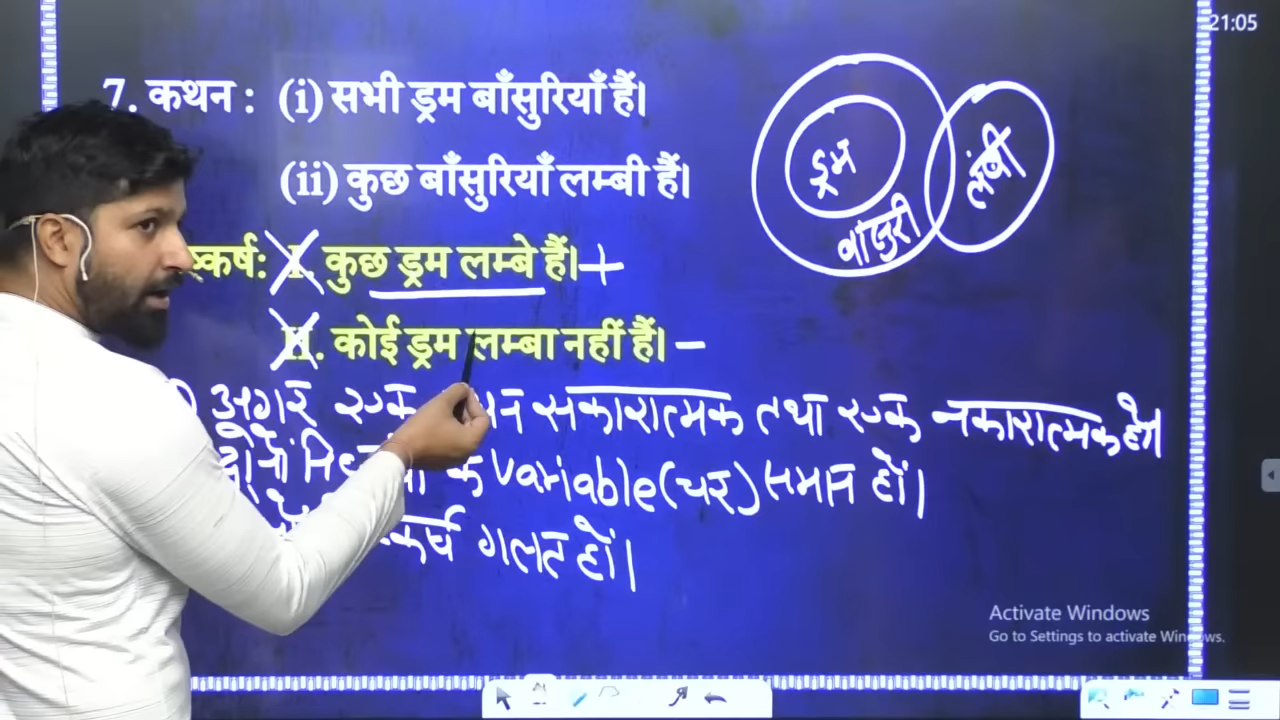 21:05
7. कथन : (i) सभी ड्रम बाँसुरियाँ हैं।
(ii) कुछ बाँसुरियाँ लम्बी हैं।
ड्रम
बांसुरी
लंबी
I. कुछ ड्रम लम्बे हैं। +
II. कोई ड्रम लम्बा नहीं हैं। –
अगर एक सकारात्मक तथा एक नकारात्मक हो।
दोनों के variable (चर) समान हों।
गलत हों।
Activate Windows
Go to Settings to activate Windows.